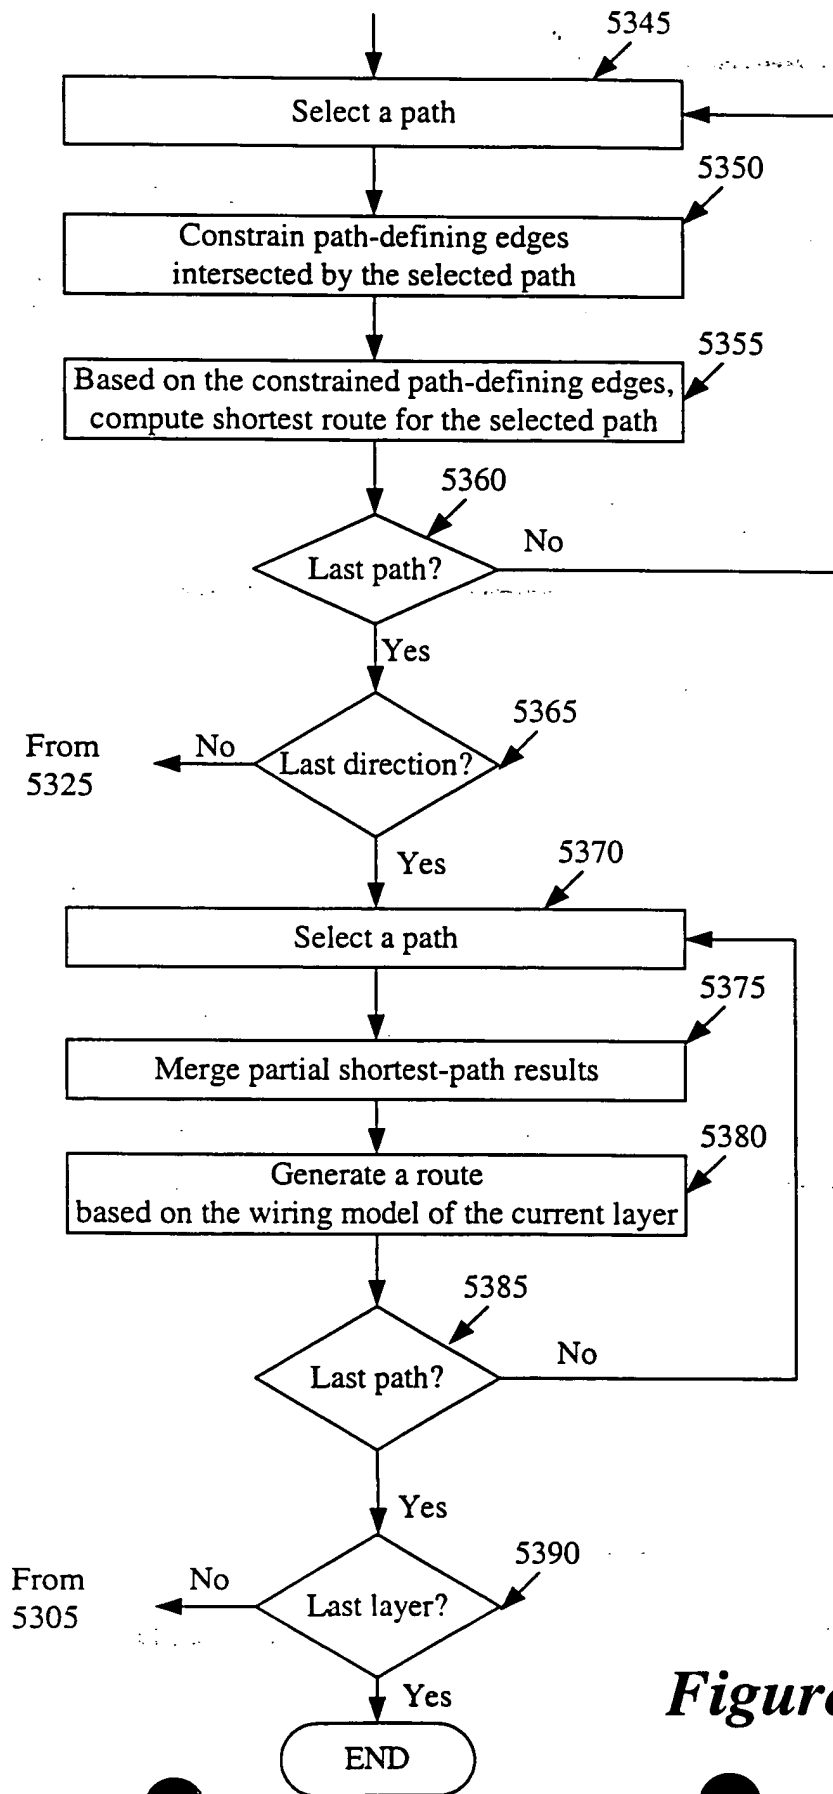 5345
Select a path
5350
Constrain path-defining edges
intersected by the selected path
5355
Based on the constrained path-defining edges,
compute shortest route for the selected path
5360
Last path?
No
Yes
5365
From
5325
No
Last direction?
Yes
5370
Select a path
5375
Merge partial shortest-path results
5380
Generate a route
based on the wiring model of the current layer
5385
Last path?
No
Yes
5390
From
5305
No
Last layer?
Yes
Figure
END